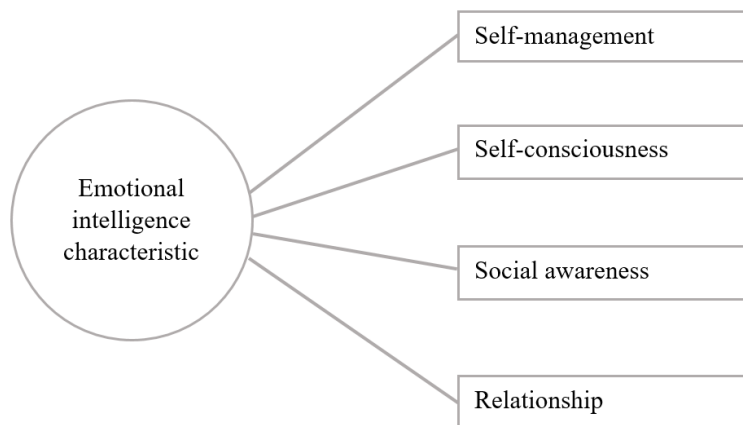 Emotional
intelligence
characteristic
Self-management
Self-consciousness
Social awareness
Relationship